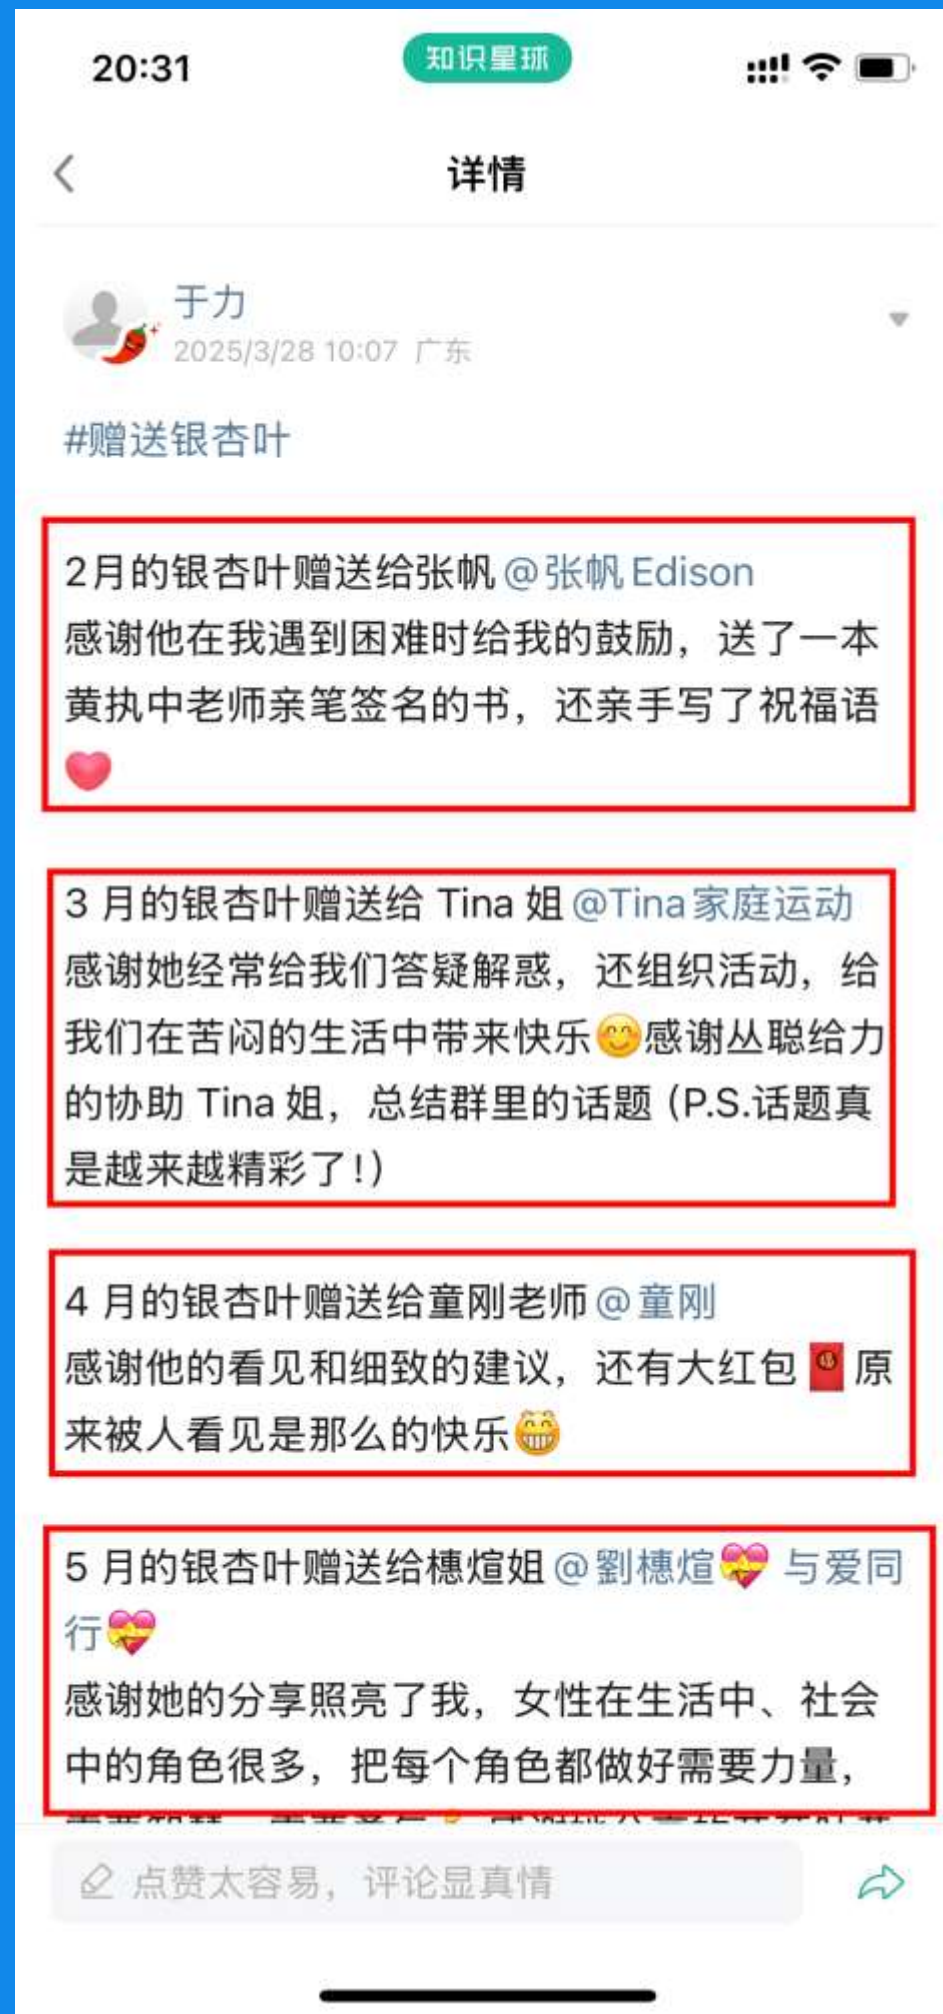 20:31
知识星球
详情
于力
2025/3/28 10:07 广东
#赠送银杏叶
2月的银杏叶赠送给张帆@张帆Edison
感谢他在我遇到困难时给我的鼓励，送了一本
黄执中老师亲笔签名的书，还亲手写了祝福语
❤️
3 月的银杏叶赠送给 Tina 姐@Tina家庭运动
感谢她经常给我们答疑解惑，还组织活动，给
我们在苦闷的生活中带来快乐😊感谢丛聪给力
的协助 Tina 姐，总结群里的话题 (P.S.话题真
是越来越精彩了!)
4 月的银杏叶赠送给童刚老师@童刚
感谢他的看见和细致的建议，还有大红包🧧原
来被人看见是那么的快乐😁
5 月的银杏叶赠送给橞煊姐@劉橞煊💝 与爱同
行💝
感谢她的分享照亮了我，女性在生活中、社会
中的角色很多，把每个角色都做好需要力量，
点赞太容易，评论显真情